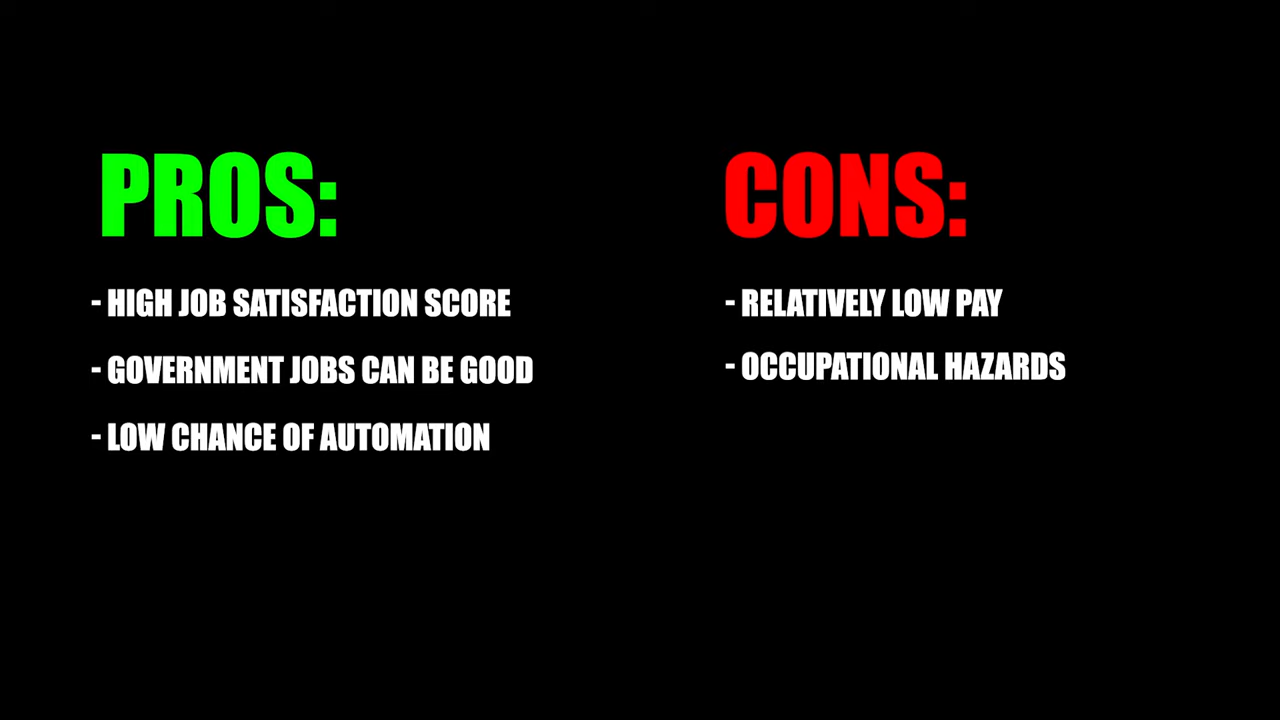 PROS:
- HIGH JOB SATISFACTION SCORE
- GOVERNMENT JOBS CAN BE GOOD
- LOW CHANCE OF AUTOMATION
CONS:
- RELATIVELY LOW PAY
- OCCUPATIONAL HAZARDS